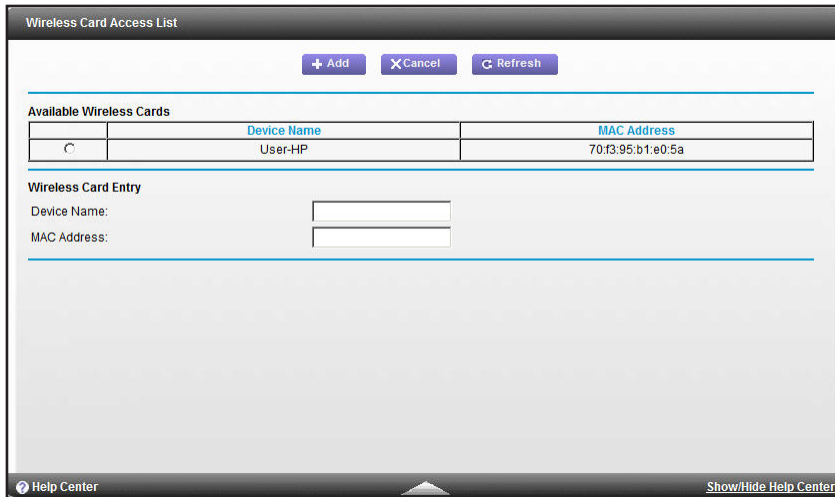 Wireless Card Access List
Add Cancel Refresh
Available Wireless Cards
Device Name MAC Address
User-HP 70:f3:95:b1:e0:5a
Wireless Card Entry
Device Name:
MAC Address:
Help Center Show/Hide Help Center